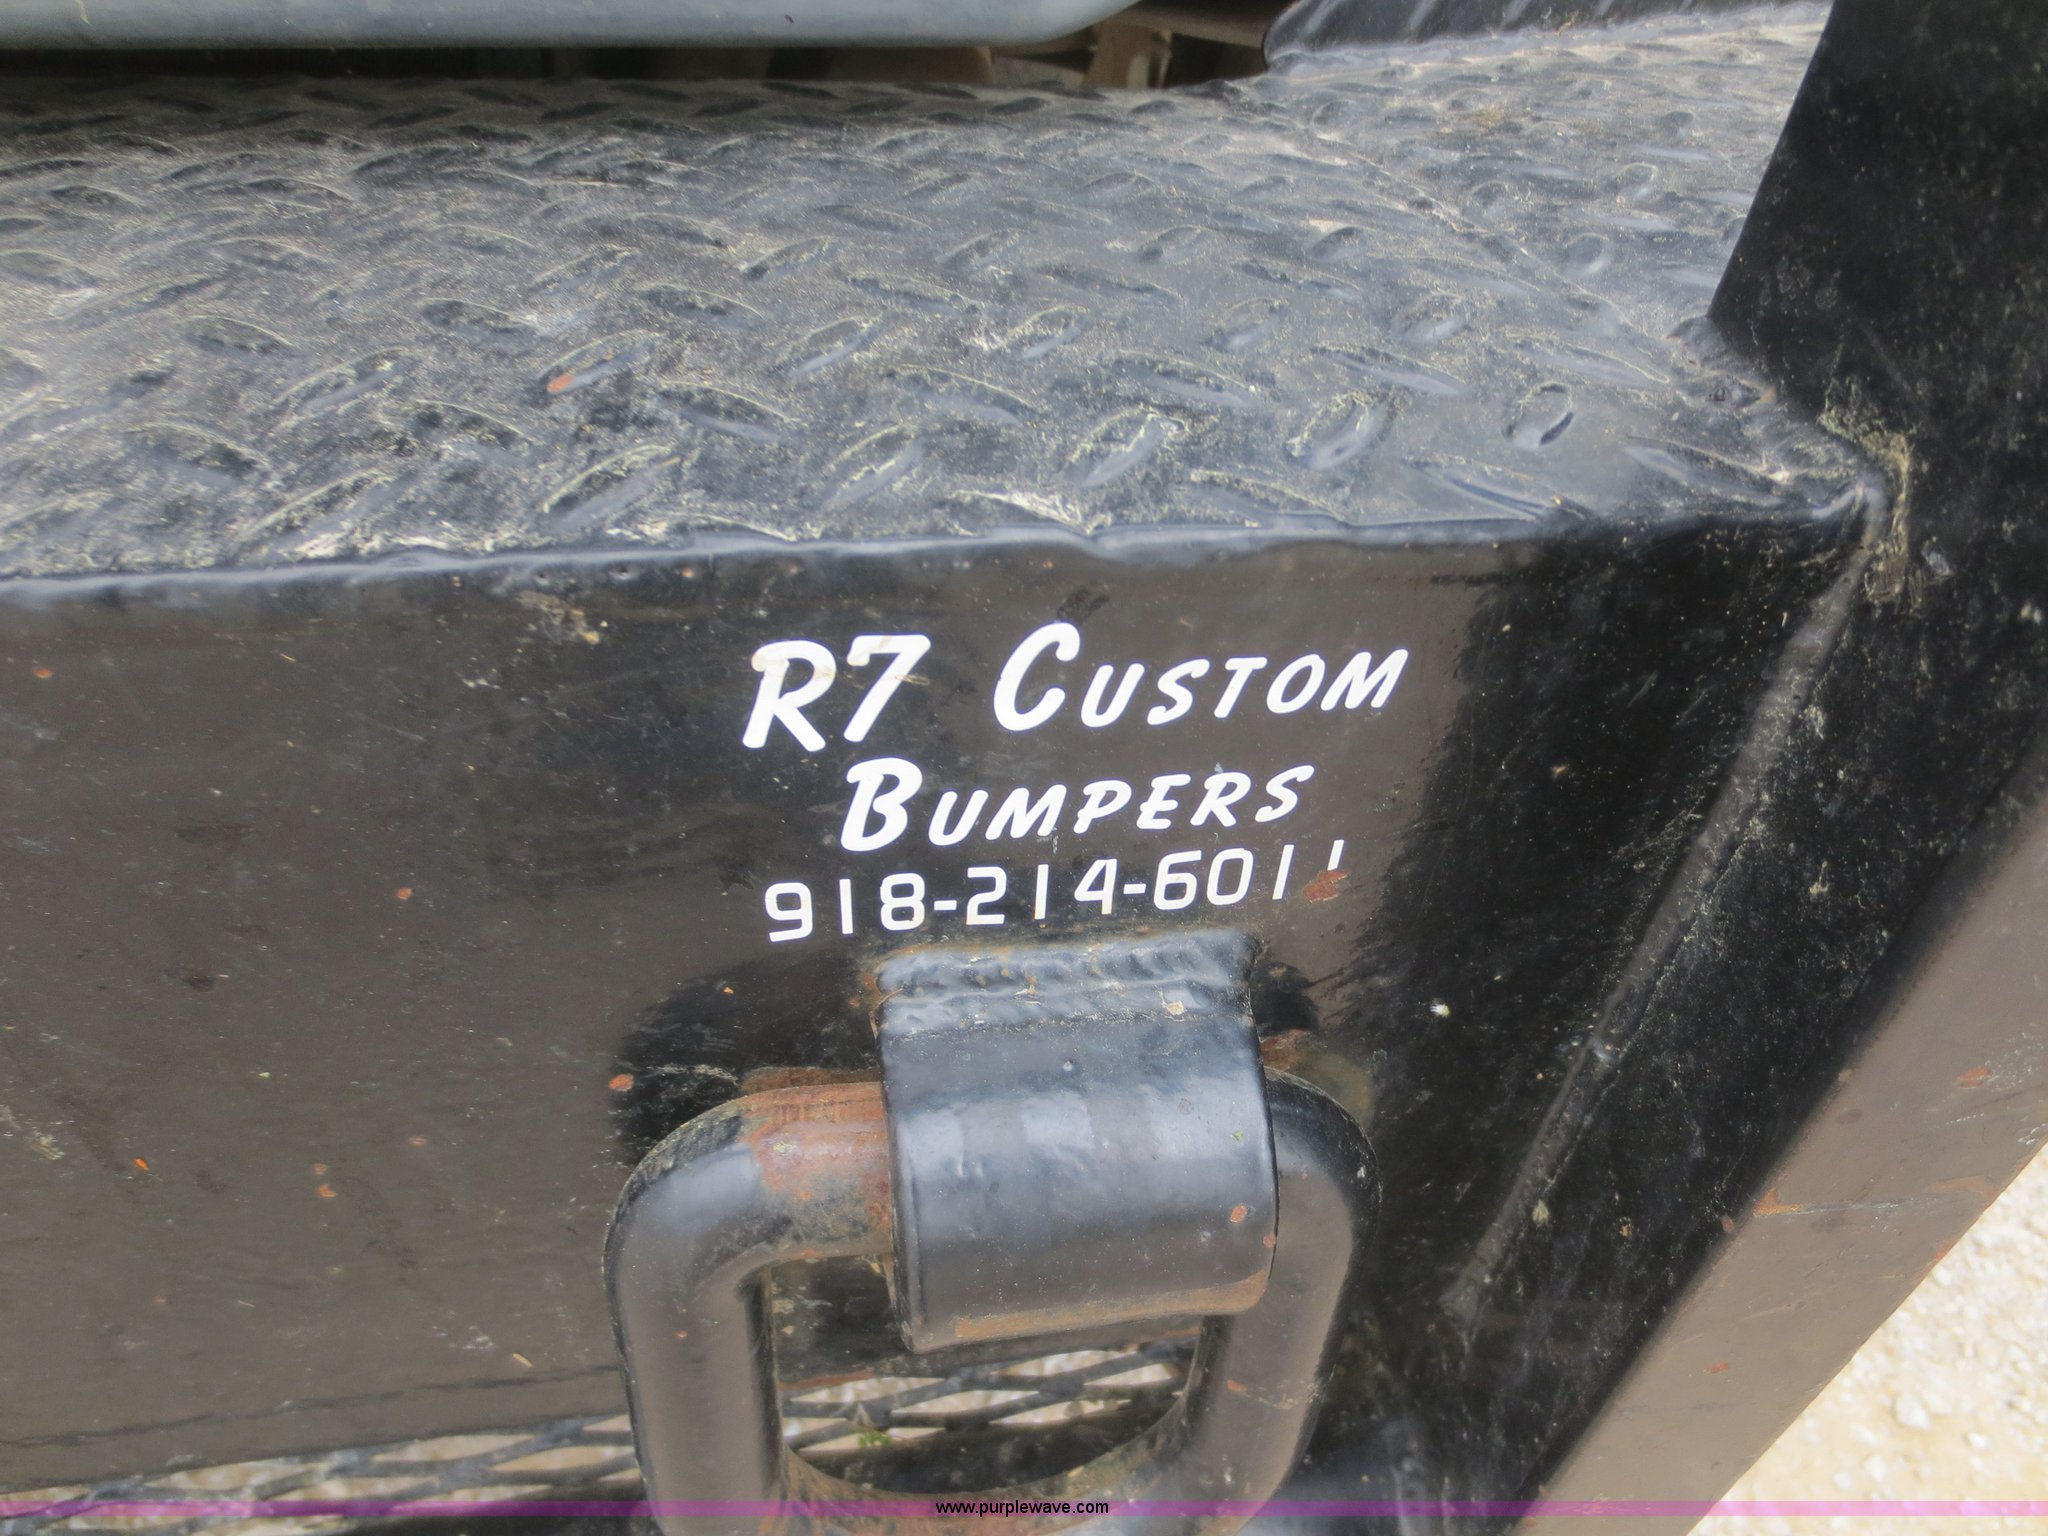 R7 CUSTOM
BUMPERS
918-214-6011
www.purplewave.com